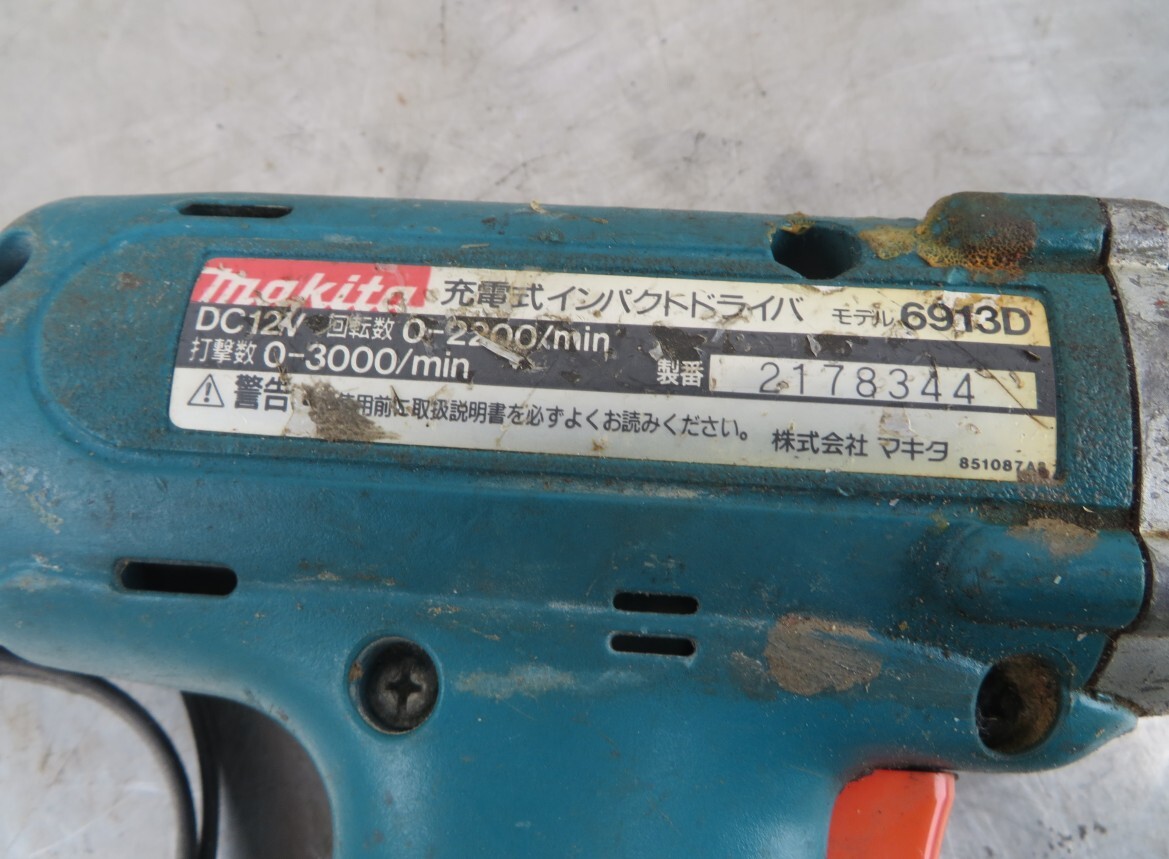 makita 充電式インパクトドライバ モデル 6913D
DC12V 回転数 0-2200/min
打撃数 0-3000/min 製番 2178344
警告 使用前に取扱説明書を必ずよくお読みください。
株式会社 マキタ